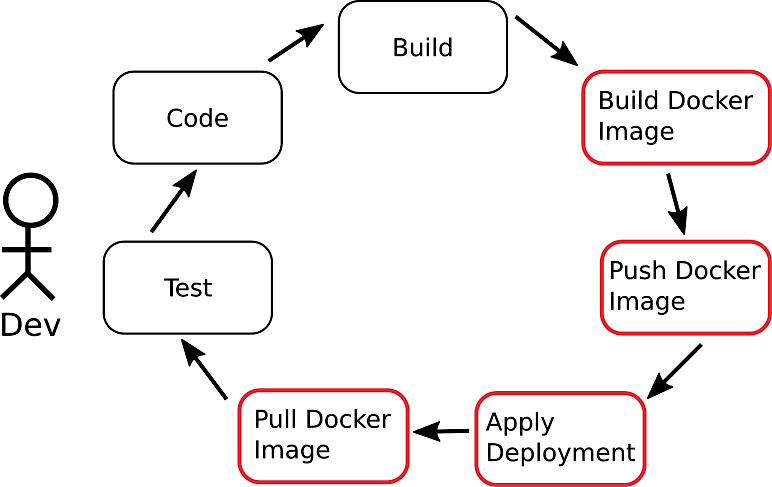 Build
Code
Build Docker
Image
Test
Push Docker
Image
Dev
Pull Docker
Image
Apply
Deployment